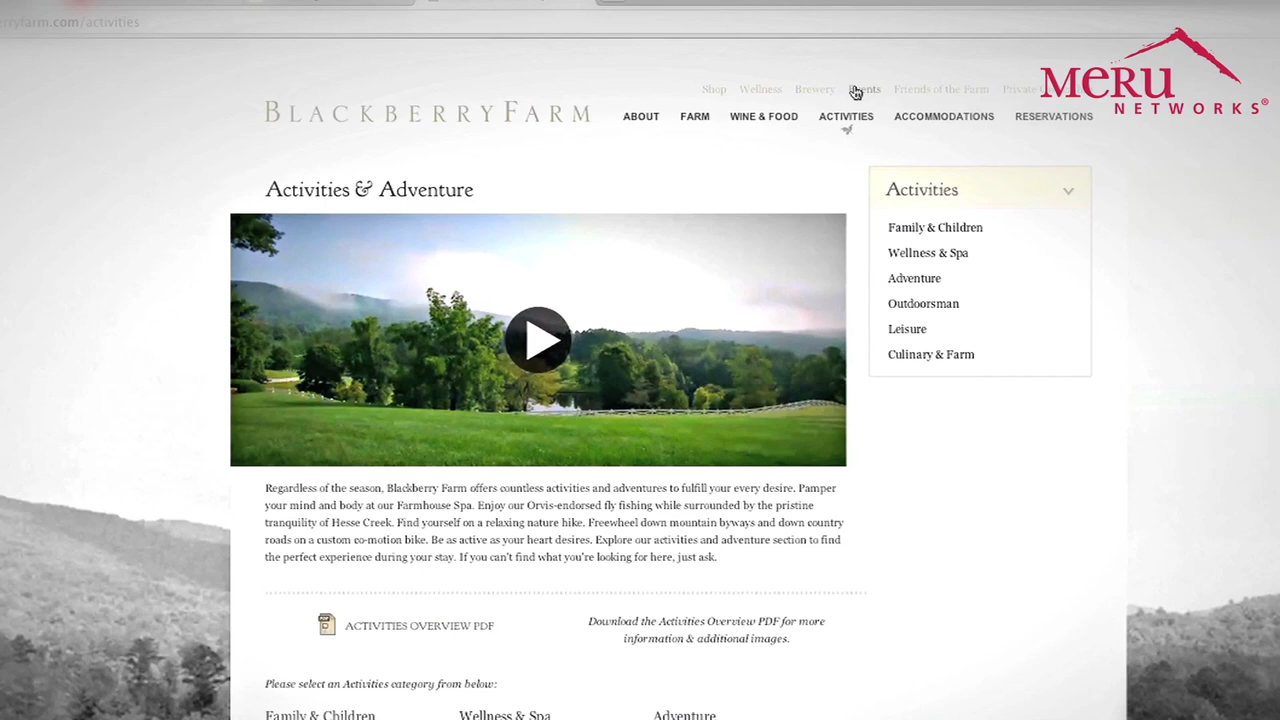 rryfarm.com/activities
MERU
NETWORKS®
Shop Wellness Brewery Friends of the Farm Private
BLACKBERRY FARM
ABOUT FARM WINE & FOOD ACTIVITIES ACCOMMODATIONS RESERVATIONS
Activities & Adventure
Activities
Family & Children
Wellness & Spa
Adventure
Outdoorsman
Leisure
Culinary & Farm
Regardless of the season, Blackberry Farm offers countless activities and adventures to fulfill your every desire. Pamper
your mind and body at our Farmhouse Spa. Enjoy our Orvis-endorsed fly fishing while surrounded by the pristine
tranquility of Hesse Creek. Find yourself on a relaxing nature hike. Freewheel down mountain byways and down country
roads on a custom co-motion bike. Be as active as your heart desires. Explore our activities and adventure section to find
the perfect experience during your stay. If you can't find what you're looking for here, just ask.
ACTIVITIES OVERVIEW PDF
Download the Activities Overview PDF for more
information & additional images.
Please select an Activities category from below:
Family & Children Wellness & Spa Adventure